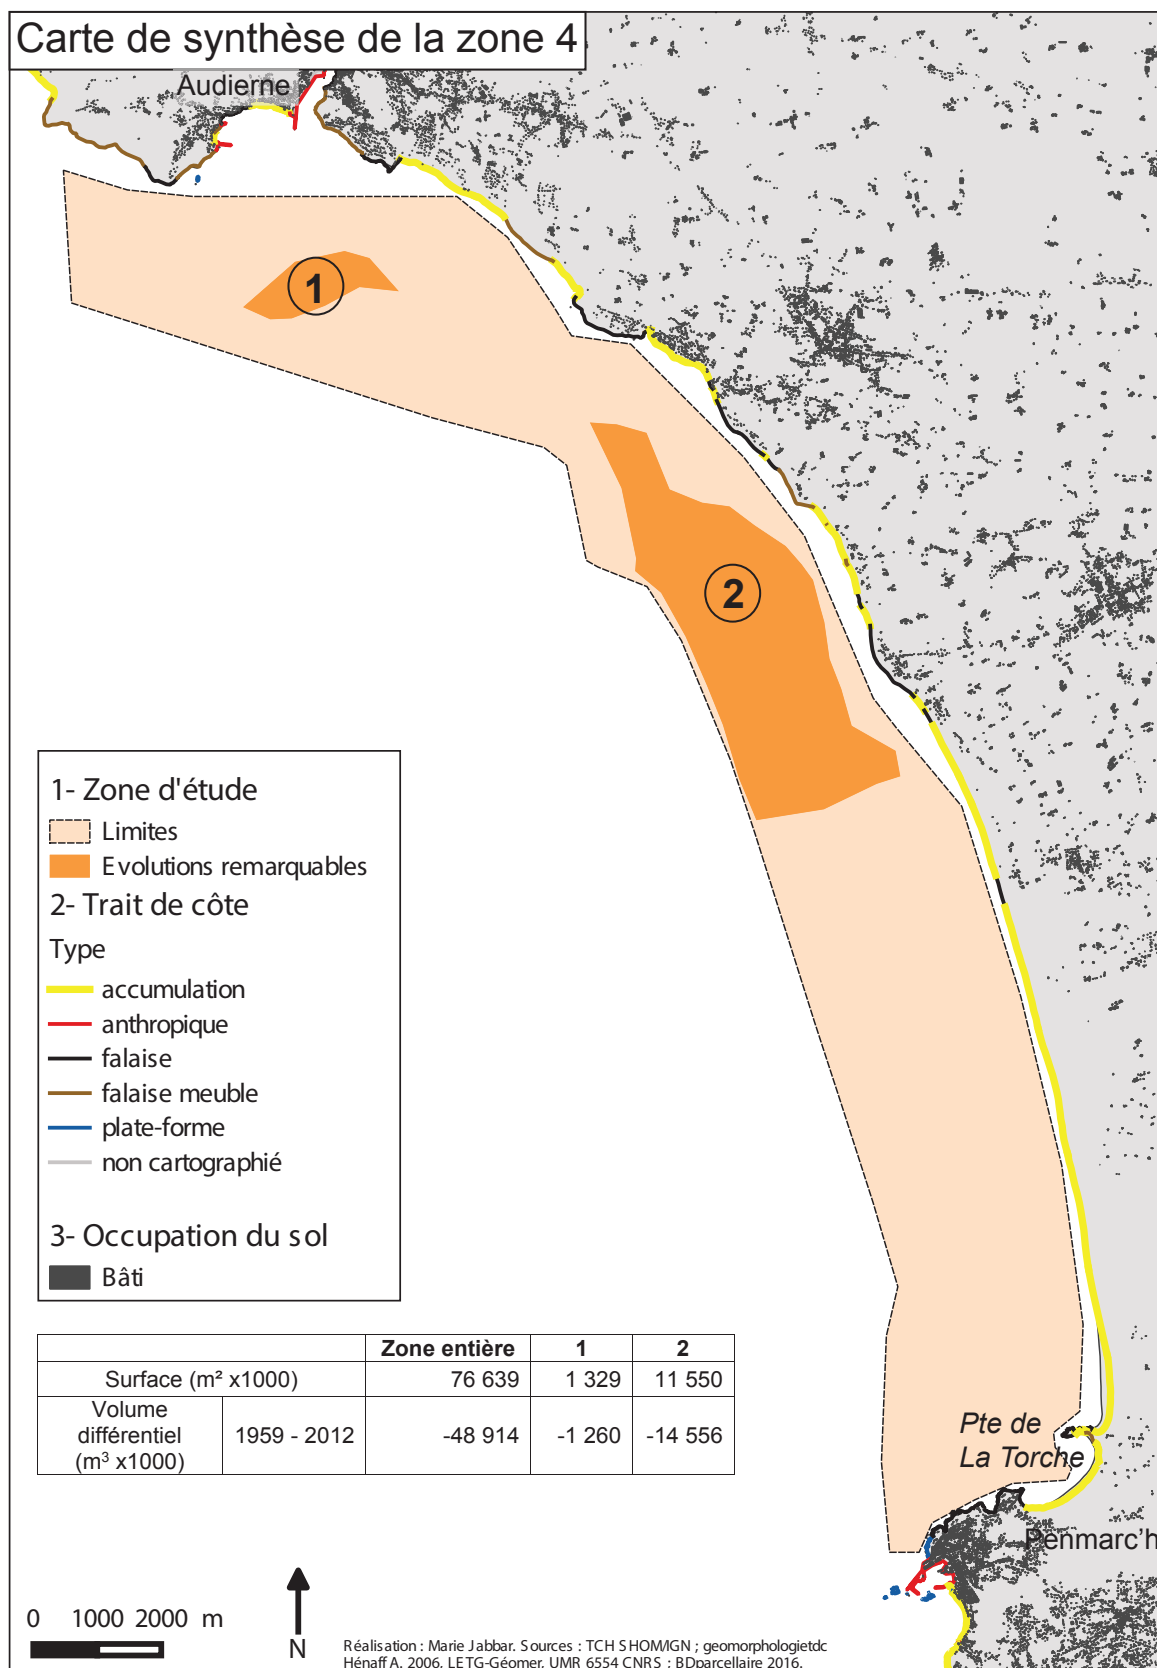 Carte de synthèse de la zone 4
Audierne
1
2
1- Zone d'étude
Limites
Evolutions remarquables
2- Trait de côte
Type
accumulation
anthropique
falaise
falaise meuble
plate-forme
non cartographié
3- Occupation du sol
Bâti
Zone entière 1 2
Surface (m² x1000) 76 639 1 329 11 550
Volume
différentiel
(m³ x1000)
1959 - 2012 -48 914 -1 260 -14 556
Pte de
La Torche
Penmarc'h
0 1000 2000 m
N
Réalisation : Marie Jabbar. Sources : TCH SHOM/IGN ; geomorphologietdc
Hénaff A. 2006, LETG-Géomer, UMR 6554 CNRS ; BDparcellaire 2016.